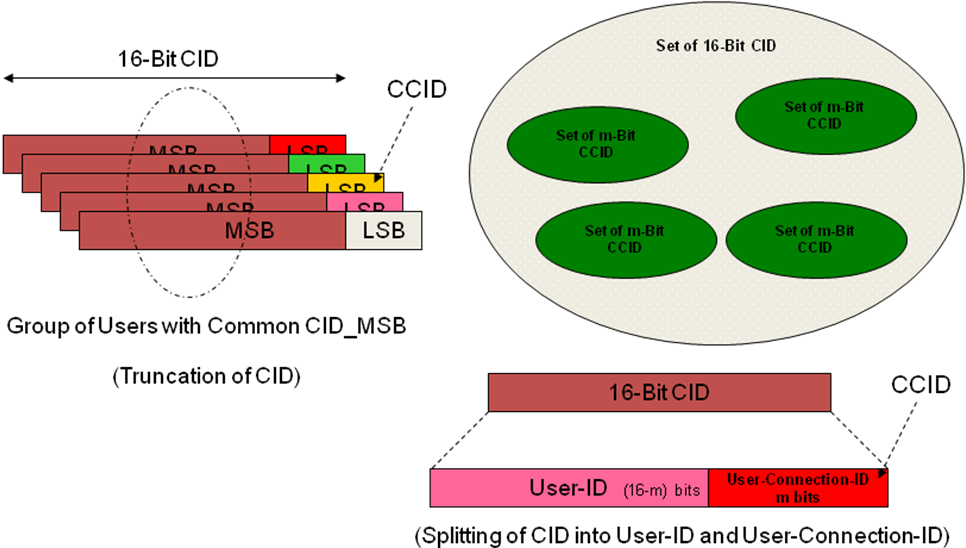 16-Bit CID
CCID
MSB LSB
MSB LSB
MSB LSB
MSB LSB
MSB LSB
Group of Users with Common CID_MSB
(Truncation of CID)
Set of 16-Bit CID
Set of m-Bit
CCID
Set of m-Bit
CCID
Set of m-Bit
CCID
Set of m-Bit
CCID
16-Bit CID
CCID
User-ID (16-m) bits
User-Connection-ID
m bits
(Splitting of CID into User-ID and User-Connection-ID)